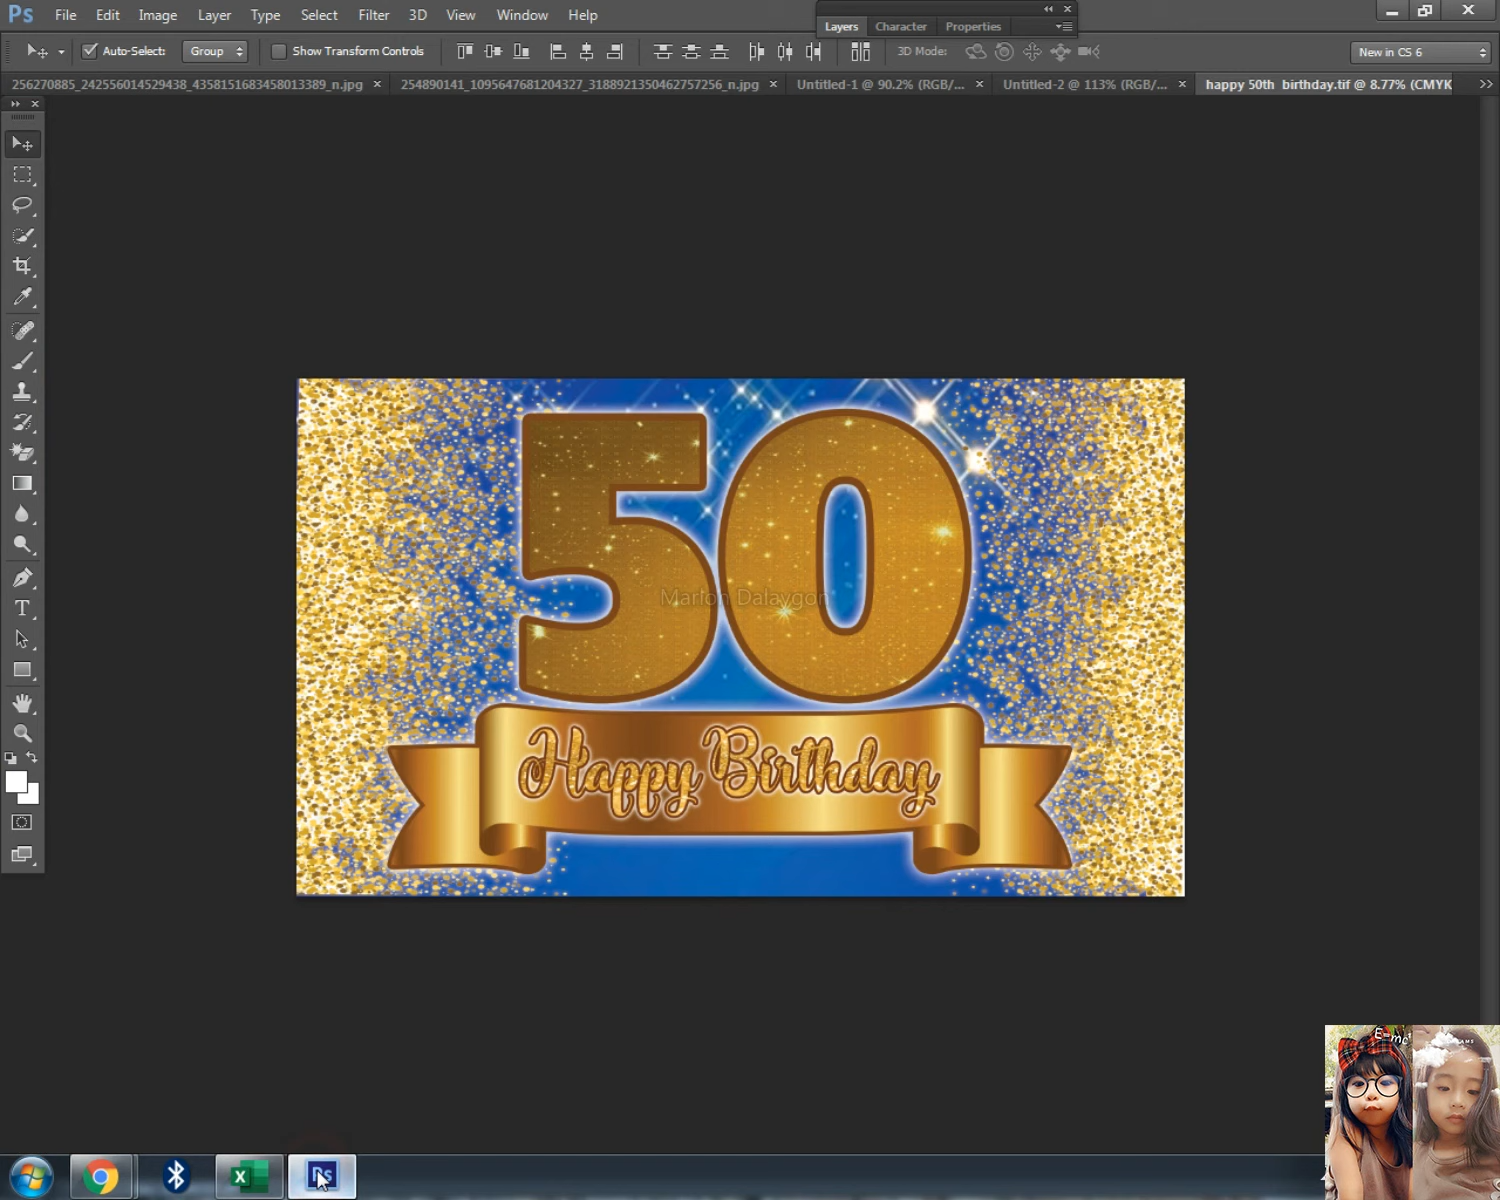 Ps File Edit Image Layer Type Select Filter 3D View Window Help
Layers Character Properties
Auto-Select: Group Show Transform Controls 3D Mode: New in CS 6
256270885_242556014529438_4358151683458013389_n.jpg × 254890141_1095647681204327_3188921350462757256_n.jpg × Untitled-1 @ 90.2% (RGB/... × Untitled-2 @ 113% (RGB/... × happy 50th birthday.tif @ 8.77% (CMYK
50
Marlon Dalaygon
Happy Birthday
T
E=mc²
Ps